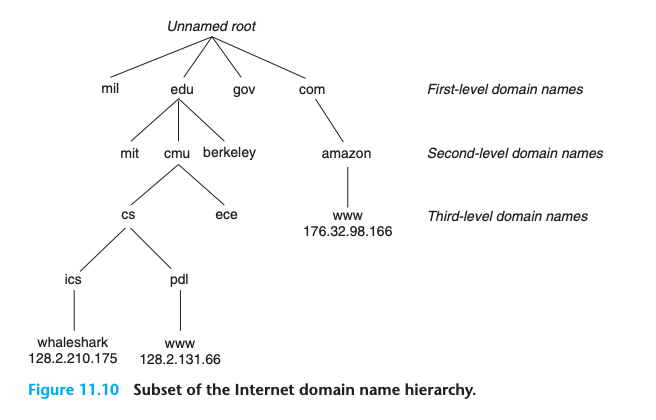 Unnamed root
mil edu gov com First-level domain names
mit cmu berkeley amazon Second-level domain names
cs ece www Third-level domain names
176.32.98.166
ics pdl
whaleshark www
128.2.210.175 128.2.131.66
Figure 11.10 Subset of the Internet domain name hierarchy.